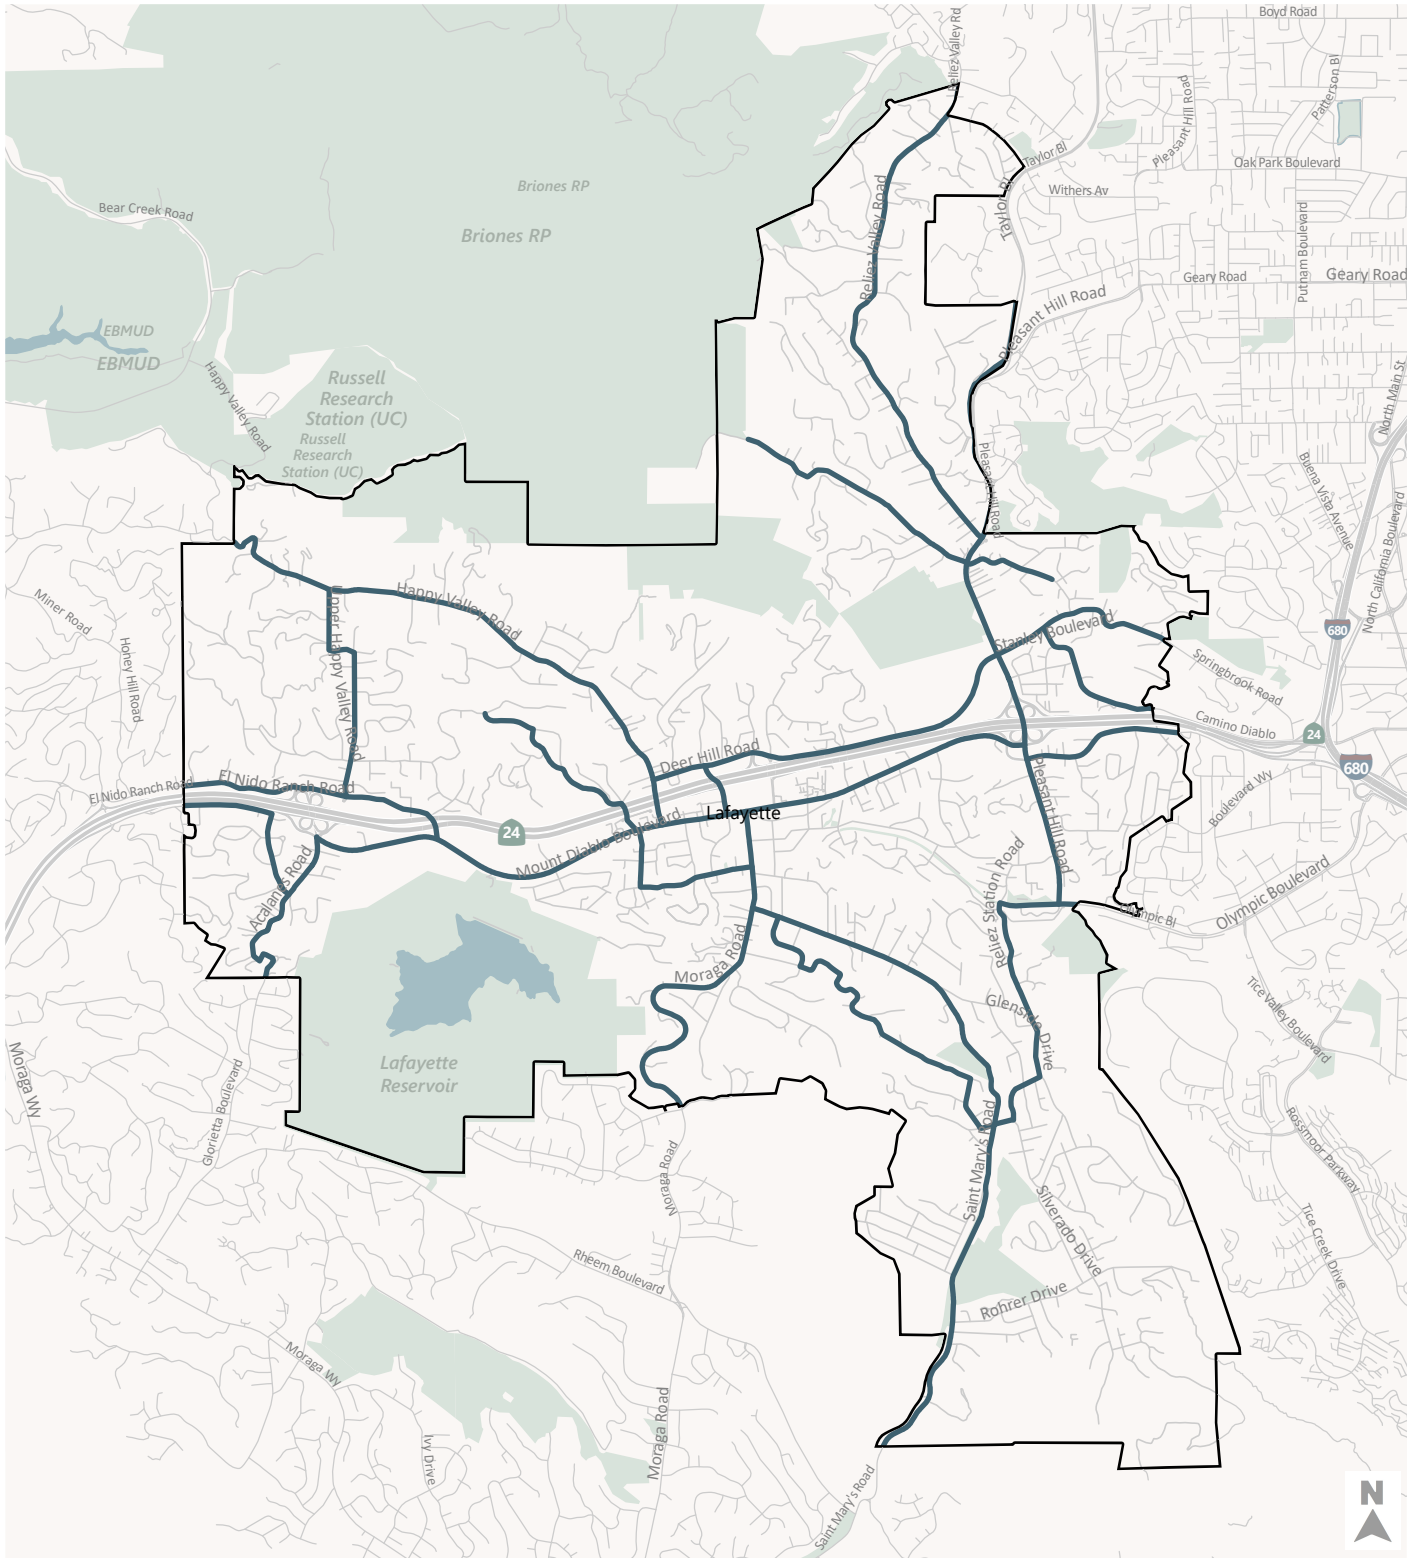 Boyd Road
Reliez Valley Rd
Patterson Bl
Pleasant Hill Road
Taylor Bl
Oak Park Boulevard
Withers Av
Taylor Bl
Briones RP
Bear Creek Road
Briones RP
Reliez Valley Road
Putnam Boulevard
Geary Road
Geary Road
Pleasant Hill Road
EBMUD
EBMUD
Happy Valley Road
Russell
Research
Station (UC)
Russell
Research
Station (UC)
North Main St
Pleasant Hill Road
Buena Vista Avenue
North California Boulevard
Miner Road
Happy Valley Road
Upper Happy Valley Road
Honey Hill Road
Stanley Boulevard
680
Springbrook Road
Camino Diablo
24
Deer Hill Road
680
El Nido Ranch Road
El Nido Ranch Road
Pleasant Hill Road
Boulevard Wy
Lafayette
24
Mount Diablo Boulevard
Acalanes Road
Reliez Station Road
Olympic Boulevard
Olympic Bl
Moraga Road
Glenside Drive
Tice Valley Boulevard
Lafayette
Reservoir
Moraga Wy
Glorietta Boulevard
Saint Mary's Road
Rossmoor Parkway
Moraga Road
Silverado Drive
Tice Creek Drive
Rheem Boulevard
Rohrer Drive
Moraga Wy
Moraga Road
Ivy Drive
Saint Mary's Road
N